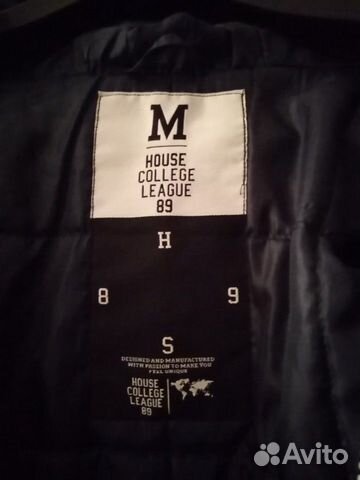 M
HOUSE
COLLEGE
LEAGUE
89
H
8 9
S
DESIGNED AND MANUFACTURED
WITH PASSION TO MAKE YOU
FEEL UNIQUE
HOUSE
COLLEGE
LEAGUE
89
Avito